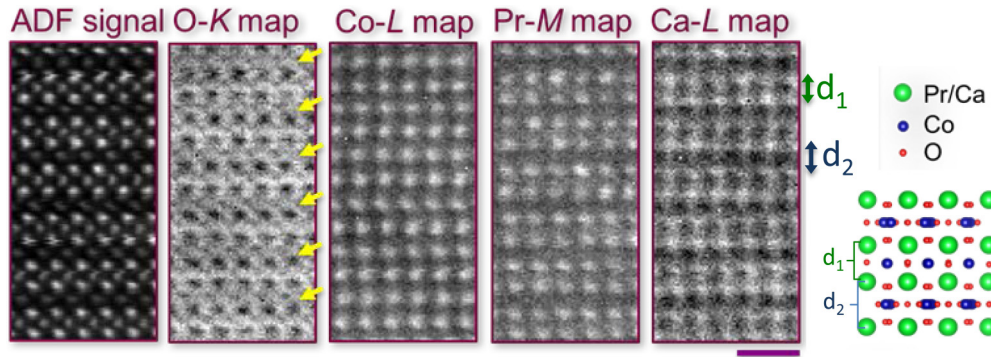 ADF signal O-K map Co-L map Pr-M map Ca-L map
d₁
d₂
Pr/Ca
Co
O
d₁
d₂